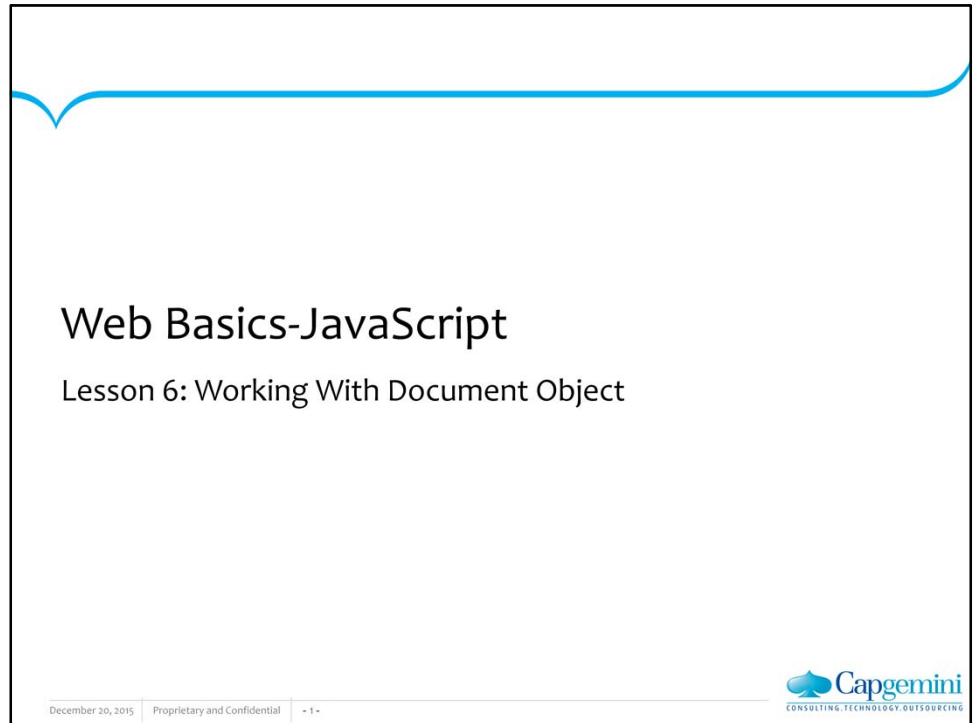 Web Basics-JavaScript
Lesson 6: Working With Document Object
December 20, 2015 Proprietary and Confidential - 1 -
Capgemini
CONSULTING.TECHNOLOGY.OUTSOURCING